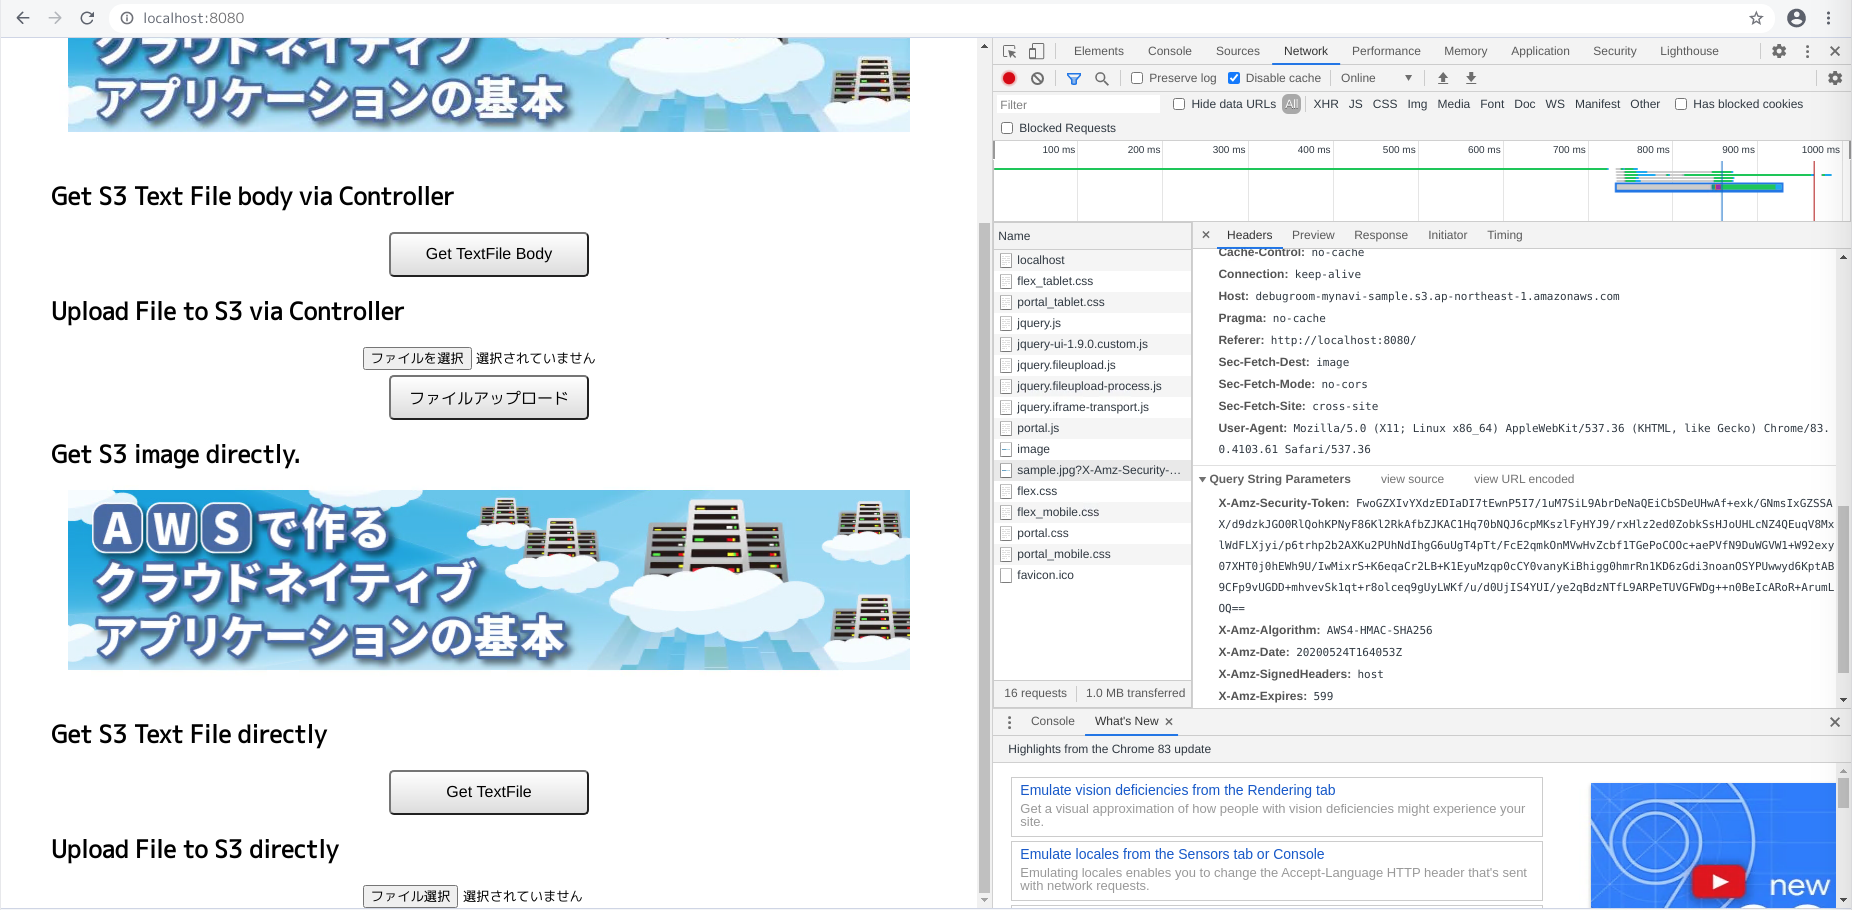 localhost:8080
クラウドネイティブ
アプリケーションの基本
Get S3 Text File body via Controller
Get TextFile Body
Upload File to S3 via Controller
ファイルを選択 選択されていません
ファイルアップロード
Get S3 image directly.
AWSで作る
クラウドネイティブ
アプリケーションの基本
Get S3 Text File directly
Get TextFile
Upload File to S3 directly
ファイル選択 選択されていません
Elements Console Sources Network Performance Memory Application Security Lighthouse
Preserve log Disable cache Online
Filter Hide data URLs All XHR JS CSS Img Media Font Doc WS Manifest Other Has blocked cookies
Blocked Requests
100 ms 200 ms 300 ms 400 ms 500 ms 600 ms 700 ms 800 ms 900 ms 1000 ms
Name
localhost
flex_tablet.css
portal_tablet.css
jquery.js
jquery-ui-1.9.0.custom.js
jquery.fileupload.js
jquery.fileupload-process.js
jquery.iframe-transport.js
portal.js
image
sample.jpg?X-Amz-Security-...
flex.css
flex_mobile.css
portal.css
portal_mobile.css
favicon.ico
16 requests 1.0 MB transferred
× Headers Preview Response Initiator Timing
Cache-Control: no-cache
Connection: keep-alive
Host: debugroom-mynavi-sample.s3.ap-northeast-1.amazonaws.com
Pragma: no-cache
Referer: http://localhost:8080/
Sec-Fetch-Dest: image
Sec-Fetch-Mode: no-cors
Sec-Fetch-Site: cross-site
User-Agent: Mozilla/5.0 (X11; Linux x86_64) AppleWebKit/537.36 (KHTML, like Gecko) Chrome/83.
0.4103.61 Safari/537.36
Query String Parameters view source view URL encoded
X-Amz-Security-Token: FwoGZXIvYXdzEDIaDI7tEwnP5I7/1uM7SiL9AbrDeNaQEiCbSDeUHwAf+exk/GNmsIxGZSSA
X/d9dzkJGO0RlQohKPNyF86Kl2RkAfbZJKAC1Hq70bNQJ6cpMKszlFyHYJ9/rxHlz2ed0ZobkSsHJoUHLcNZ4QEuqV8Mx
lWdFLXjyi/p6trhp2b2AXKu2PUhNdIhgG6uUgT4pTt/FcE2qmkOnMVwHvZcbf1TGePoCOOc+aePVfN9DuWGVW1+W92exy
07XHT0j0hEWh9U/IwMixrS+K6eqaCr2LB+K1EyuMzqp0cCY0vanyKiBhigg0hmrRn1KD6zGdi3noanOSYPUwwyd6KptAB
9CFp9vUGDD+mhvevSk1qt+r8olceq9gUyLWKf/u/d0UjIS4YUI/ye2qBdzNTfL9ARPeTUVGFWDg++n0BeIcARoR+ArumL
OQ==
X-Amz-Algorithm: AWS4-HMAC-SHA256
X-Amz-Date: 20200524T164053Z
X-Amz-SignedHeaders: host
X-Amz-Expires: 599
Console What's New ×
Highlights from the Chrome 83 update
Emulate vision deficiencies from the Rendering tab
Get a visual approximation of how people with vision deficiencies might experience your
site.
Emulate locales from the Sensors tab or Console
Emulating locales enables you to change the Accept-Language HTTP header that's sent
with network requests.
new